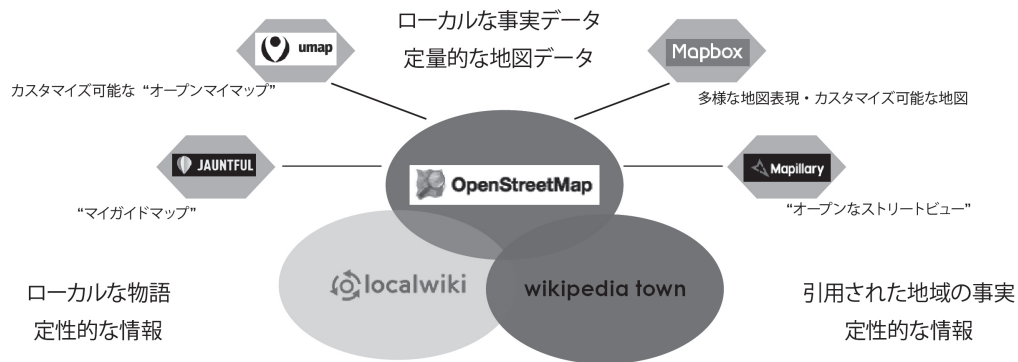 ローカルな事実データ
定量的な地図データ
umap
Mapbox
カスタマイズ可能な “オープンマイマップ”
多様な地図表現・カスタマイズ可能な地図
JAUNTFUL
OpenStreetMap
Mapillary
“マイガイドマップ”
“オープンなストリートビュー”
localwiki
wikipedia town
ローカルな物語
定性的な情報
引用された地域の事実
定性的な情報